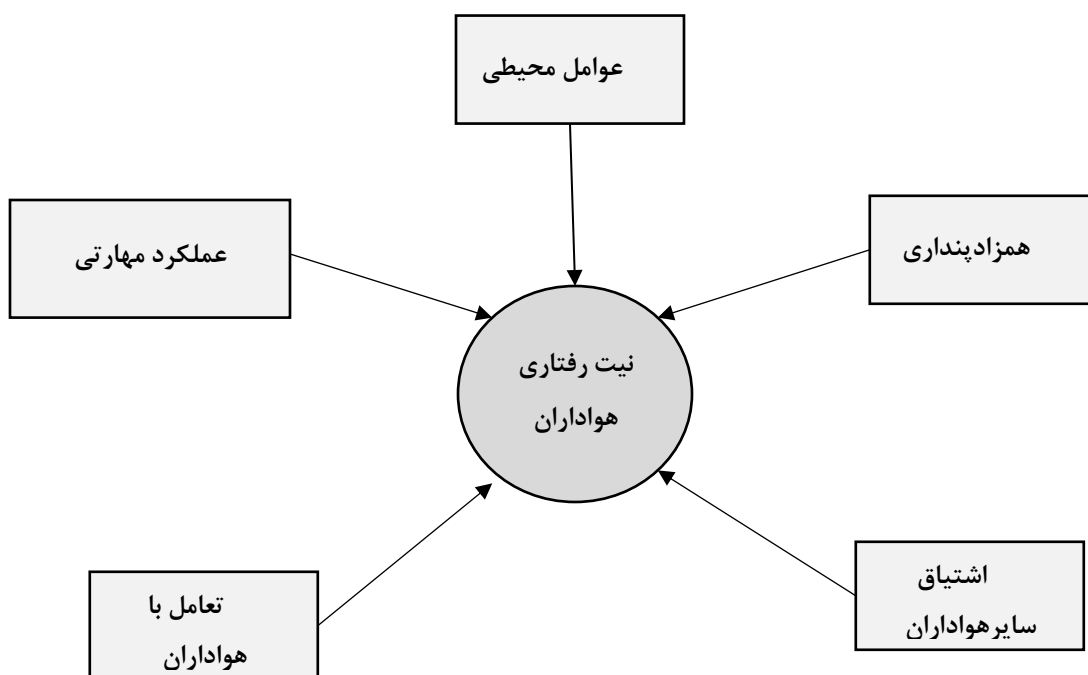 عوامل محیطی
همزادپنداری
عملکرد مهارتی
نیت رفتاری
هواداران
اشتیاق
سایرهواداران
تعامل با
هواداران